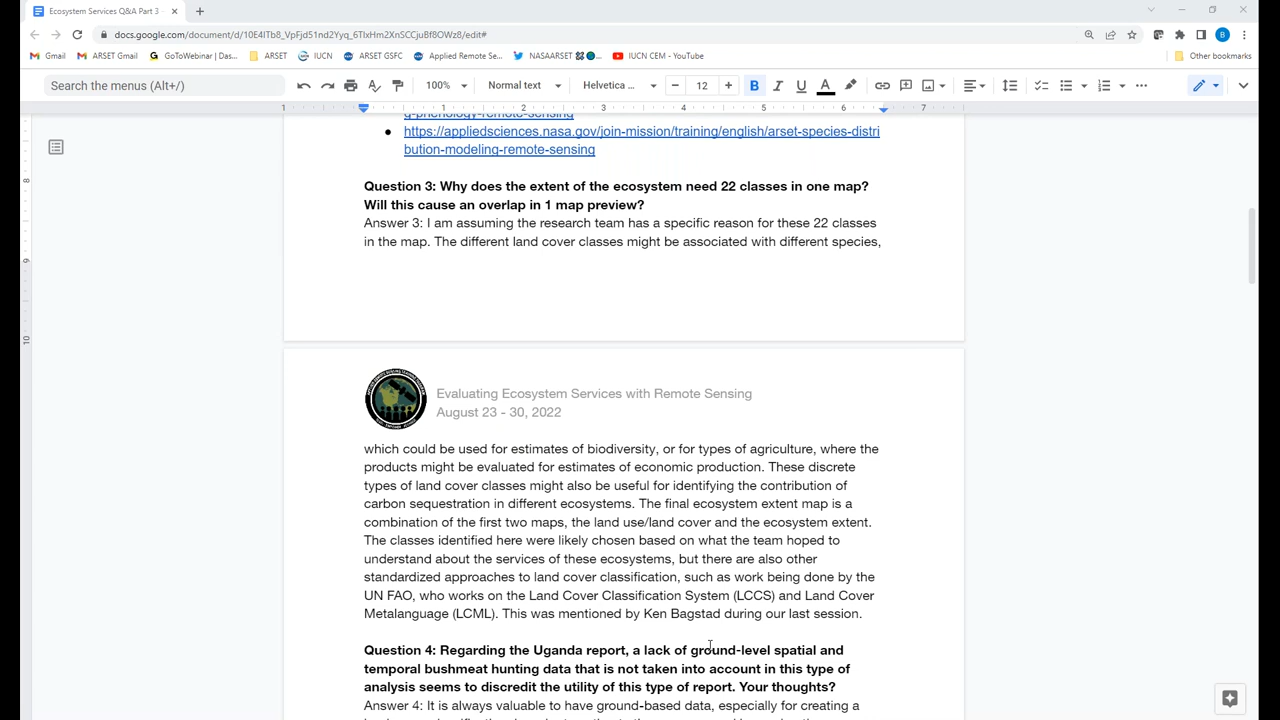 Ecosystem Services Q&A Part 3
docs.google.com/document/d/10E4ITb8_VpFjd51nd2Yyq_6TlxHm2XnSCCjuBf8OWz8/edit#
Gmail
ARSET Gmail
GoToWebinar | Das...
ARSET
IUCN
ARSET GSFC
Applied Remote Se...
NASAARSET
IUCN CEM - YouTube
Other bookmarks
Search the menus (Alt+/)
100%
Normal text
Helvetica ...
12
B I U A
1 1 2 3 4 5 6 7
g-phenology-remote-sensing
https://appliedsciences.nasa.gov/join-mission/training/english/arset-species-distri
bution-modeling-remote-sensing
8
Question 3: Why does the extent of the ecosystem need 22 classes in one map?
Will this cause an overlap in 1 map preview?
Answer 3: I am assuming the research team has a specific reason for these 22 classes
in the map. The different land cover classes might be associated with different species,
9
10
Evaluating Ecosystem Services with Remote Sensing
August 23 - 30, 2022
which could be used for estimates of biodiversity, or for types of agriculture, where the
products might be evaluated for estimates of economic production. These discrete
types of land cover classes might also be useful for identifying the contribution of
carbon sequestration in different ecosystems. The final ecosystem extent map is a
combination of the first two maps, the land use/land cover and the ecosystem extent.
The classes identified here were likely chosen based on what the team hoped to
understand about the services of these ecosystems, but there are also other
standardized approaches to land cover classification, such as work being done by the
UN FAO, who works on the Land Cover Classification System (LCCS) and Land Cover
Metalanguage (LCML). This was mentioned by Ken Bagstad during our last session.
Question 4: Regarding the Uganda report, a lack of ground-level spatial and
temporal bushmeat hunting data that is not taken into account in this type of
analysis seems to discredit the utility of this type of report. Your thoughts?
Answer 4: It is always valuable to have ground-based data, especially for creating a